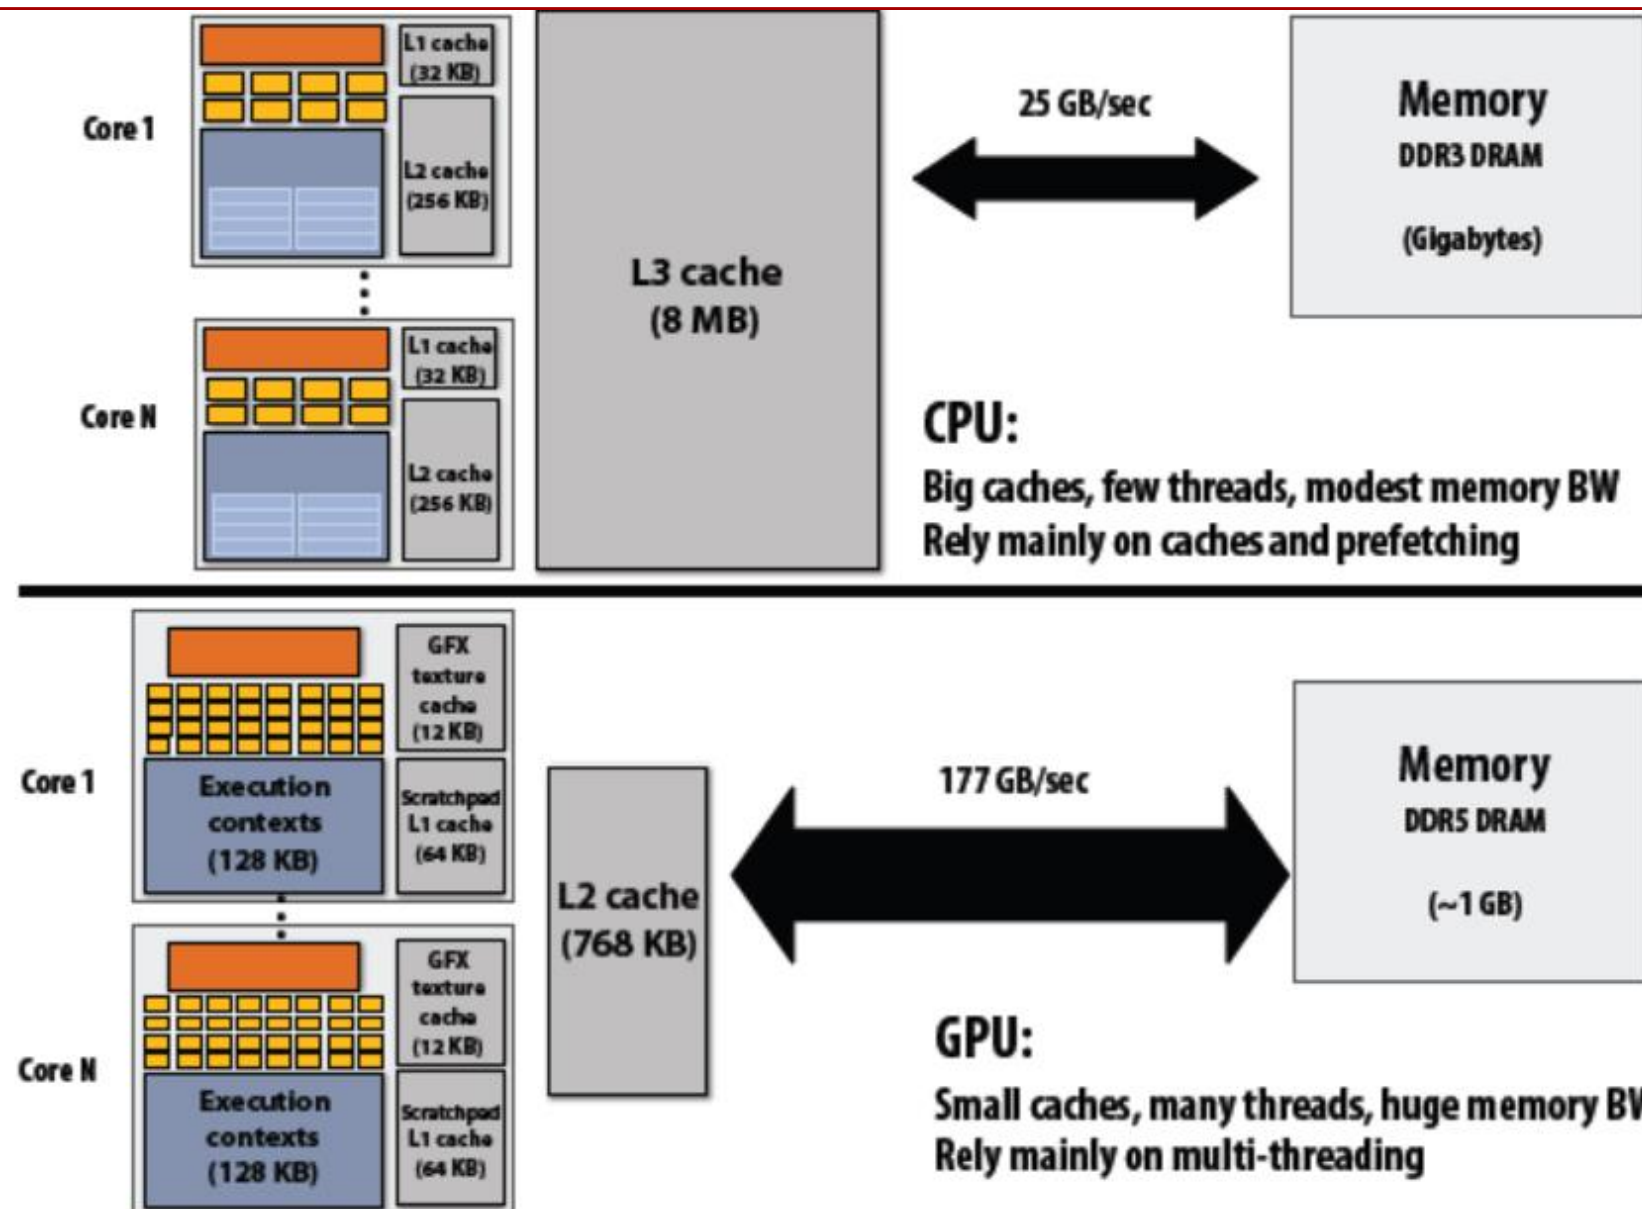 Core 1
L1 cache
(32 KB)
L2 cache
(256 KB)
Core N
L1 cache
(32 KB)
L2 cache
(256 KB)
L3 cache
(8 MB)
25 GB/sec
Memory
DDR3 DRAM
(Gigabytes)
CPU:
Big caches, few threads, modest memory BW
Rely mainly on caches and prefetching
Core 1
GFX
texture
cache
(12 KB)
Execution
contexts
(128 KB)
Scratchpad
L1 cache
(64 KB)
Core N
GFX
texture
cache
(12 KB)
Execution
contexts
(128 KB)
Scratchpad
L1 cache
(64 KB)
L2 cache
(768 KB)
177 GB/sec
Memory
DDR5 DRAM
(~1 GB)
GPU:
Small caches, many threads, huge memory BW
Rely mainly on multi-threading